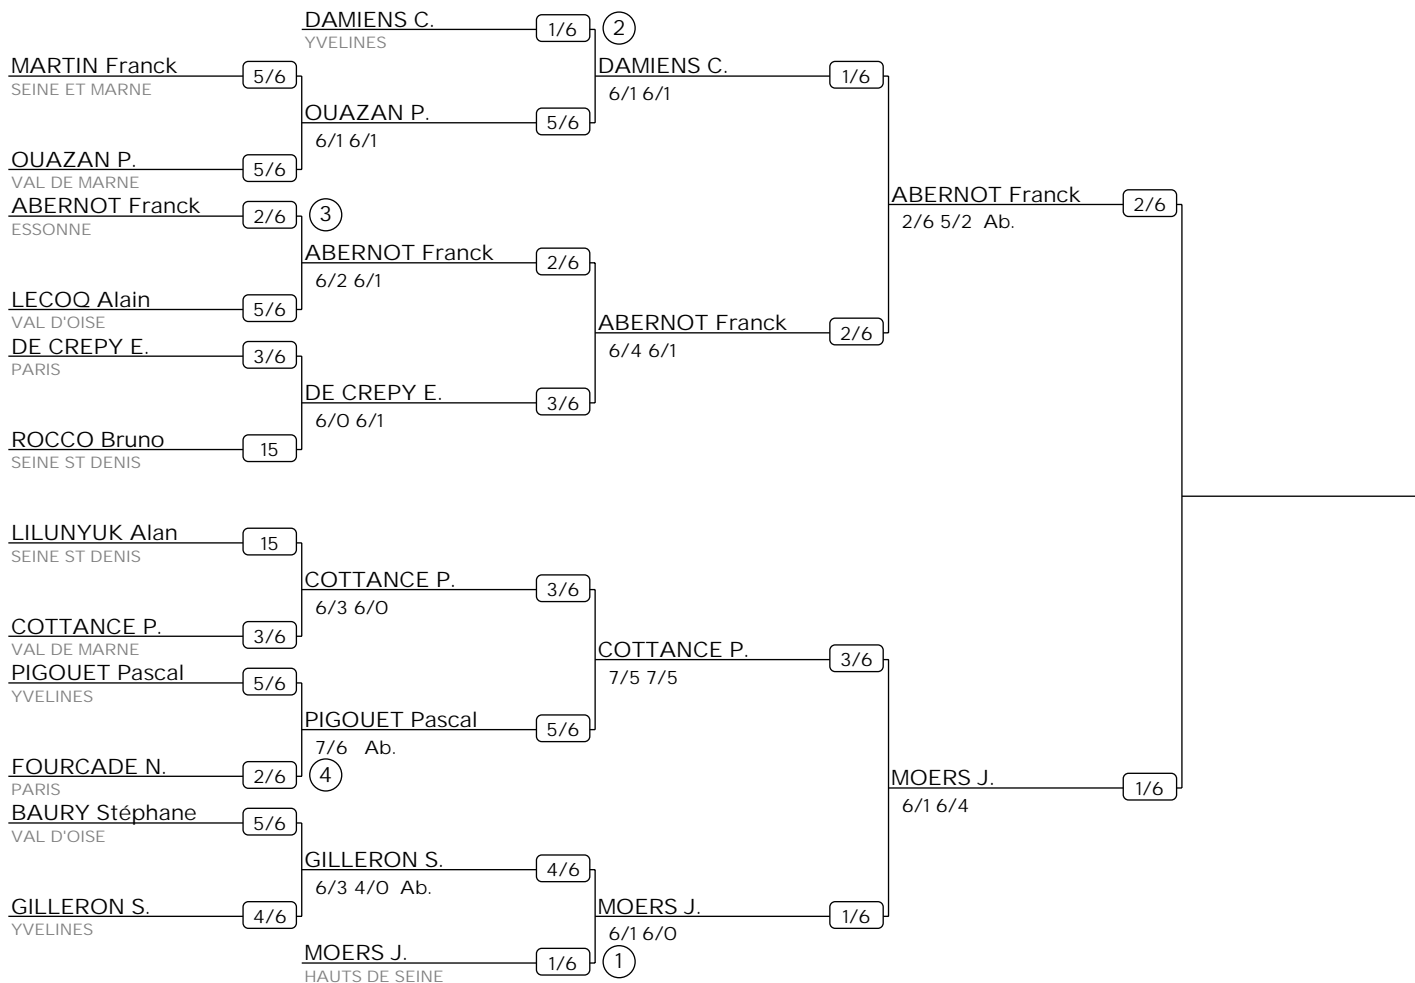 DAMIENS C.
1/6
2
YVELINES
MARTIN Franck
5/6
SEINE ET MARNE
DAMIENS C.
1/6
6/1 6/1
OUAZAN P.
5/6
6/1 6/1
OUAZAN P.
5/6
VAL DE MARNE
ABERNOT Franck
2/6
3
ESSONNE
ABERNOT Franck
2/6
2/6 5/2 Ab.
ABERNOT Franck
2/6
6/2 6/1
LECOQ Alain
5/6
VAL D'OISE
ABERNOT Franck
2/6
6/4 6/1
DE CREPY E.
3/6
PARIS
DE CREPY E.
3/6
6/0 6/1
ROCCO Bruno
15
SEINE ST DENIS
LILUNYUK Alan
15
SEINE ST DENIS
COTTANCE P.
3/6
6/3 6/0
COTTANCE P.
3/6
VAL DE MARNE
COTTANCE P.
3/6
7/5 7/5
PIGOUET Pascal
5/6
YVELINES
PIGOUET Pascal
5/6
7/6 Ab.
FOURCADE N.
2/6
4
PARIS
MOERS J.
1/6
6/1 6/4
BAURY Stéphane
5/6
VAL D'OISE
GILLERON S.
4/6
6/3 4/0 Ab.
GILLERON S.
4/6
YVELINES
MOERS J.
1/6
6/1 6/0
MOERS J.
1/6
1
HAUTS DE SEINE